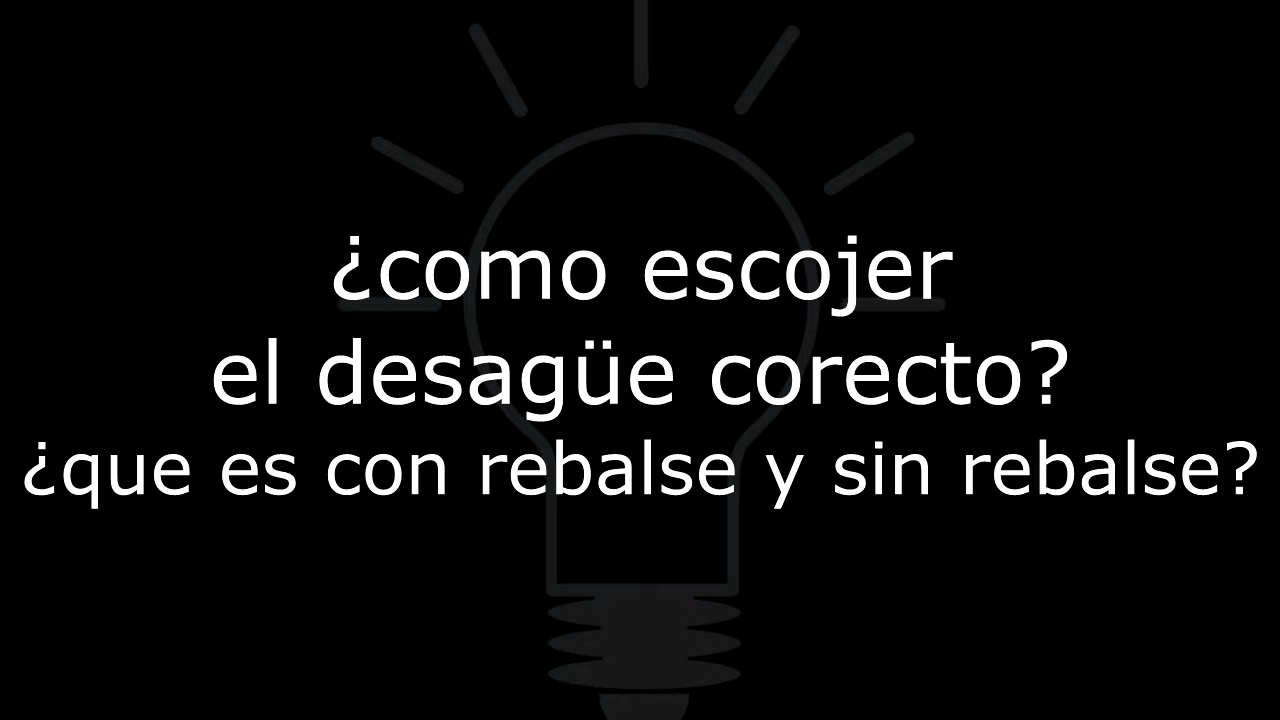 ¿como escojer
el desagüe corecto?
¿que es con rebalse y sin rebalse?